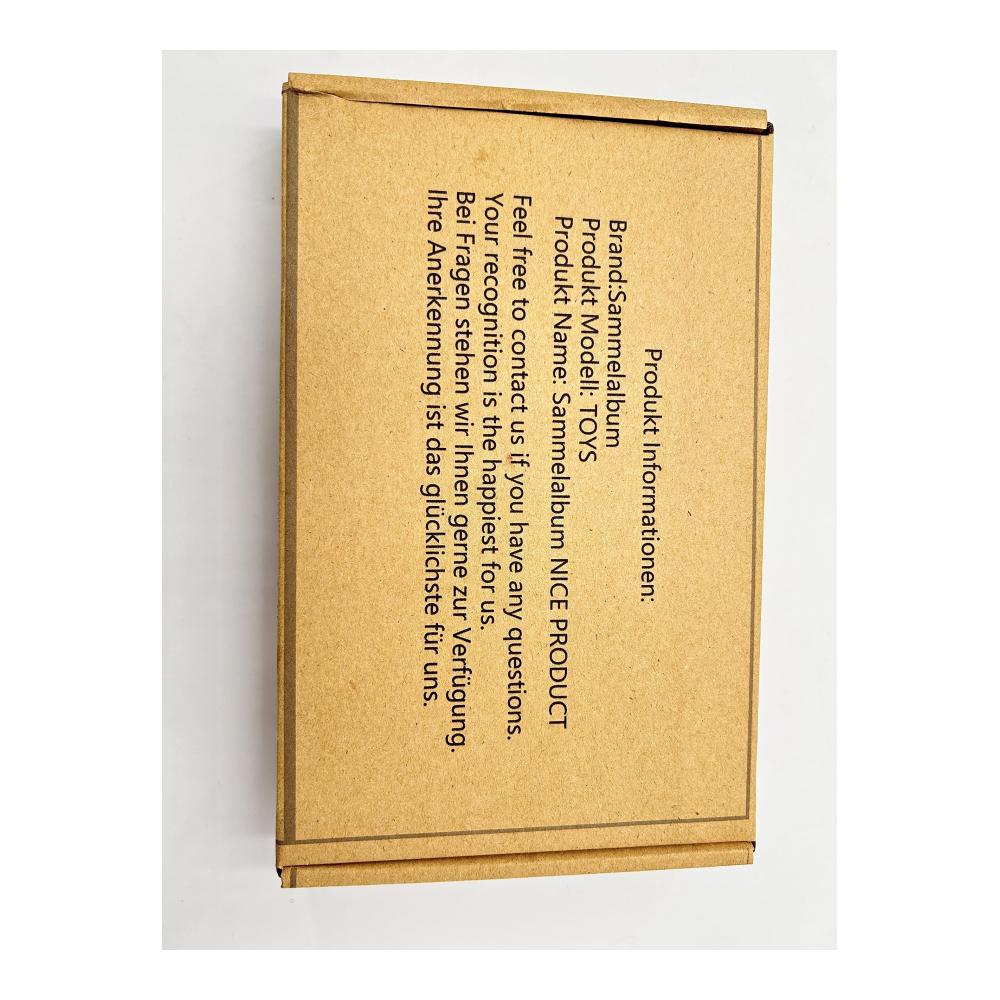 Produkt Informationen:
Brand:Sammelalbum
Produkt Modell: TOYS
Produkt Name: Sammelalbum NICE PRODUCT
Feel free to contact us if you have any questions.
Your recognition is the happiest for us.
Bei Fragen stehen wir Ihnen gerne zur Verfügung.
Ihre Anerkennung ist das glücklichste für uns.